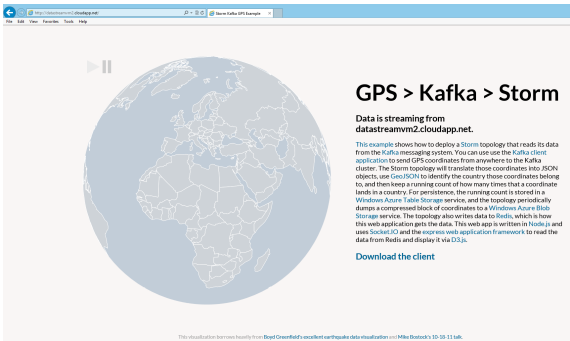 http://datastreamvm2.cloudapp.net/
Storm Kafka GPS Example
File Edit View Favorites Tools Help
GPS > Kafka > Storm
Data is streaming from
datastreamvm2.cloudapp.net.
This example shows how to deploy a Storm topology that reads its data
from the Kafka messaging system. You can use use the Kafka client
application to send GPS coordinates from anywhere to the Kafka
cluster. The Storm topology will translate those coordinates into JSON
objects, use GeoJSON to identify the country those coordinates belong
to, and then keep a running count of how many times that a coordinate
lands in a country. For persistence, the running count is stored in a
Windows Azure Table Storage service, and the topology periodically
dumps a compressed block of coordinates to a Windows Azure Blob
Storage service. The topology also writes data to Redis, which is how
this web application gets the data. This web app is written in Node.js and
uses Socket.IO and the express web application framework to read the
data from Redis and display it via D3.js.
Download the client
This visualization borrows heavily from Boyd Greenfield's excellent earthquake data visualization and Mike Bostock's 10-18-11 talk.